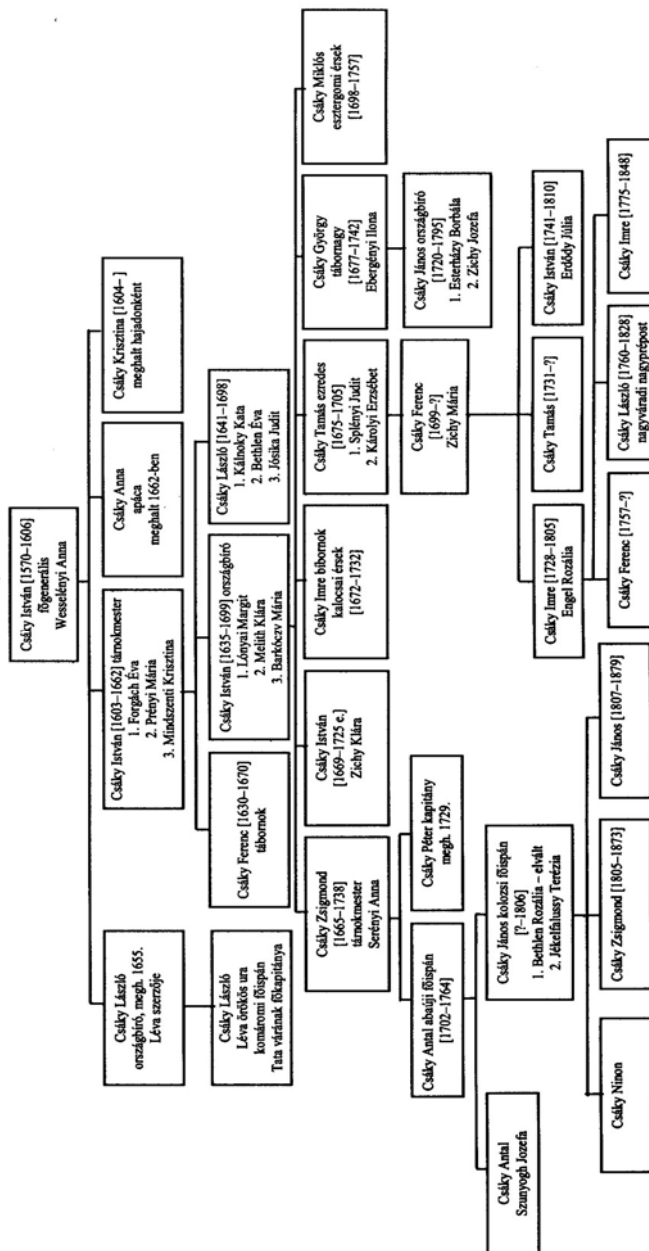 Csáky István [1570–1606]
főgenerális
Wesselényi Anna
Csáky László
országbíró, megh. 1655.
Léva szerzője
Csáky István [1603–1662] tárnokmester
1. Forgách Éva
2. Prényi Mária
3. Mindszenti Krisztina
Csáky Anna
apáca
meghalt 1662-ben
Csáky Krisztina [1604– ]
meghalt hajadonként
Csáky László
Léva örökös ura
komáromi főispán
Tata várának főkapitánya
Csáky Ferenc [1630–1670]
tábornok
Csáky István [1635–1699] országbíró
1. Lónyai Margit
2. Melith Klára
3. Barkóczv Mária
Csáky László [1641–1698]
1. Kálnoky Kata
2. Bethlen Éva
3. Jósika Judit
Csáky Zsigmond
[1665–1738]
tárnokmester
Serényi Anna
Csáky István
[1669–1725 e.]
Zichy Klára
Csáky Imre bíbornok
kalocsai érsek
[1672–1732]
Csáky Tamás ezredes
[1675–1705]
1. Splényi Judit
2. Károlyi Erzsébet
Csáky György
tábornagy
[1677–1742]
Ebergényi Ilona
Csáky Miklós
esztergomi érsek
[1698–1757]
Csáky Antal abaúji főispán
[1702–1764]
Csáky Péter kapitány
megh. 1729.
Csáky Ferenc
[1699–?]
Zichy Mária
Csáky János országbíró
[1720–1795]
1. Esterházy Borbála
2. Zichy Jozefa
Csáky Antal
Szunyogh Jozefa
Csáky János kolozsi főispán
[?–1806]
1. Bethlen Rozália – elvált
2. Jékelfalussy Terézia
Csáky Imre [1728–1805]
Engel Rozália
Csáky Tamás [1731–?]
Csáky István [1741–1810]
Erdődy Júlia
Csáky Ninon
Csáky Zsigmond [1805–1873]
Csáky János [1807–1879]
Csáky Ferenc [1757–?]
Csáky László [1760–1828]
nagyváradi nagyprépost
Csáky Imre [1775–1848]